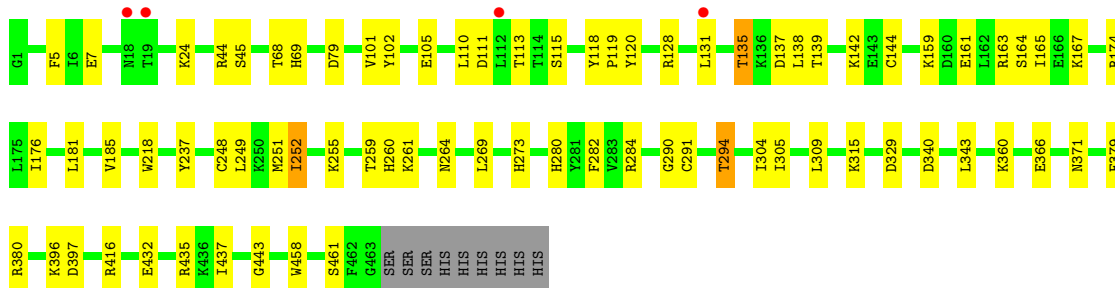 G1 F5 I6 E7 N18 T19 K24 R44 S45 T68 H69 D79 V101 Y102 E105 L110 D111 L112 T113 T114 S115 Y118 P119 Y120 R128 L131 T135 K136 D137 L138 T139 K142 E143 C144 K159 D160 E161 L162 R163 S164 I165 E166 K167
L175 I176 L181 V185 W218 Y237 C248 L249 K250 M251 I252 K255 T259 H260 K261 N264 L269 H273 H280 Y281 F282 V283 R284 G290 C291 T294 I304 I305 L309 K315 D329 D340 L343 K360 E366 N371
R380 K396 D397 R416 E432 R435 K436 I437 G443 W458 S461 F462 G463 SER SER SER HIS HIS HIS HIS HIS HIS